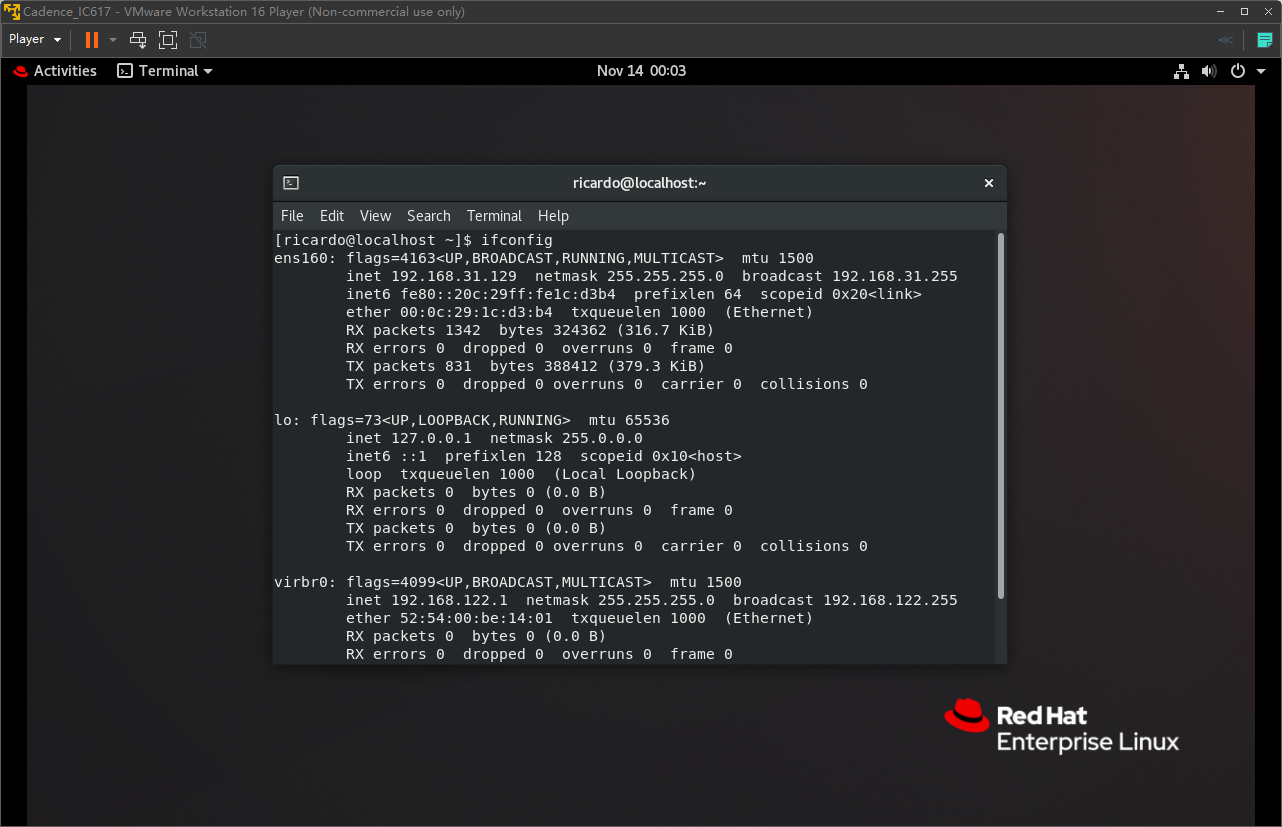 Cadence_IC617 - VMware Workstation 16 Player (Non-commercial use only)
Player
Activities Terminal Nov 14 00:03
ricardo@localhost:~
File Edit View Search Terminal Help
[ricardo@localhost ~]$ ifconfig
ens160: flags=4163<UP,BROADCAST,RUNNING,MULTICAST>  mtu 1500
        inet 192.168.31.129  netmask 255.255.255.0  broadcast 192.168.31.255
        inet6 fe80::20c:29ff:fe1c:d3b4  prefixlen 64  scopeid 0x20<link>
        ether 00:0c:29:1c:d3:b4  txqueuelen 1000  (Ethernet)
        RX packets 1342  bytes 324362 (316.7 KiB)
        RX errors 0  dropped 0  overruns 0  frame 0
        TX packets 831  bytes 388412 (379.3 KiB)
        TX errors 0  dropped 0 overruns 0  carrier 0  collisions 0
lo: flags=73<UP,LOOPBACK,RUNNING>  mtu 65536
        inet 127.0.0.1  netmask 255.0.0.0
        inet6 ::1  prefixlen 128  scopeid 0x10<host>
        loop  txqueuelen 1000  (Local Loopback)
        RX packets 0  bytes 0 (0.0 B)
        RX errors 0  dropped 0  overruns 0  frame 0
        TX packets 0  bytes 0 (0.0 B)
        TX errors 0  dropped 0 overruns 0  carrier 0  collisions 0
virbr0: flags=4099<UP,BROADCAST,MULTICAST>  mtu 1500
        inet 192.168.122.1  netmask 255.255.255.0  broadcast 192.168.122.255
        ether 52:54:00:be:14:01  txqueuelen 1000  (Ethernet)
        RX packets 0  bytes 0 (0.0 B)
        RX errors 0  dropped 0  overruns 0  frame 0
Red Hat
Enterprise Linux